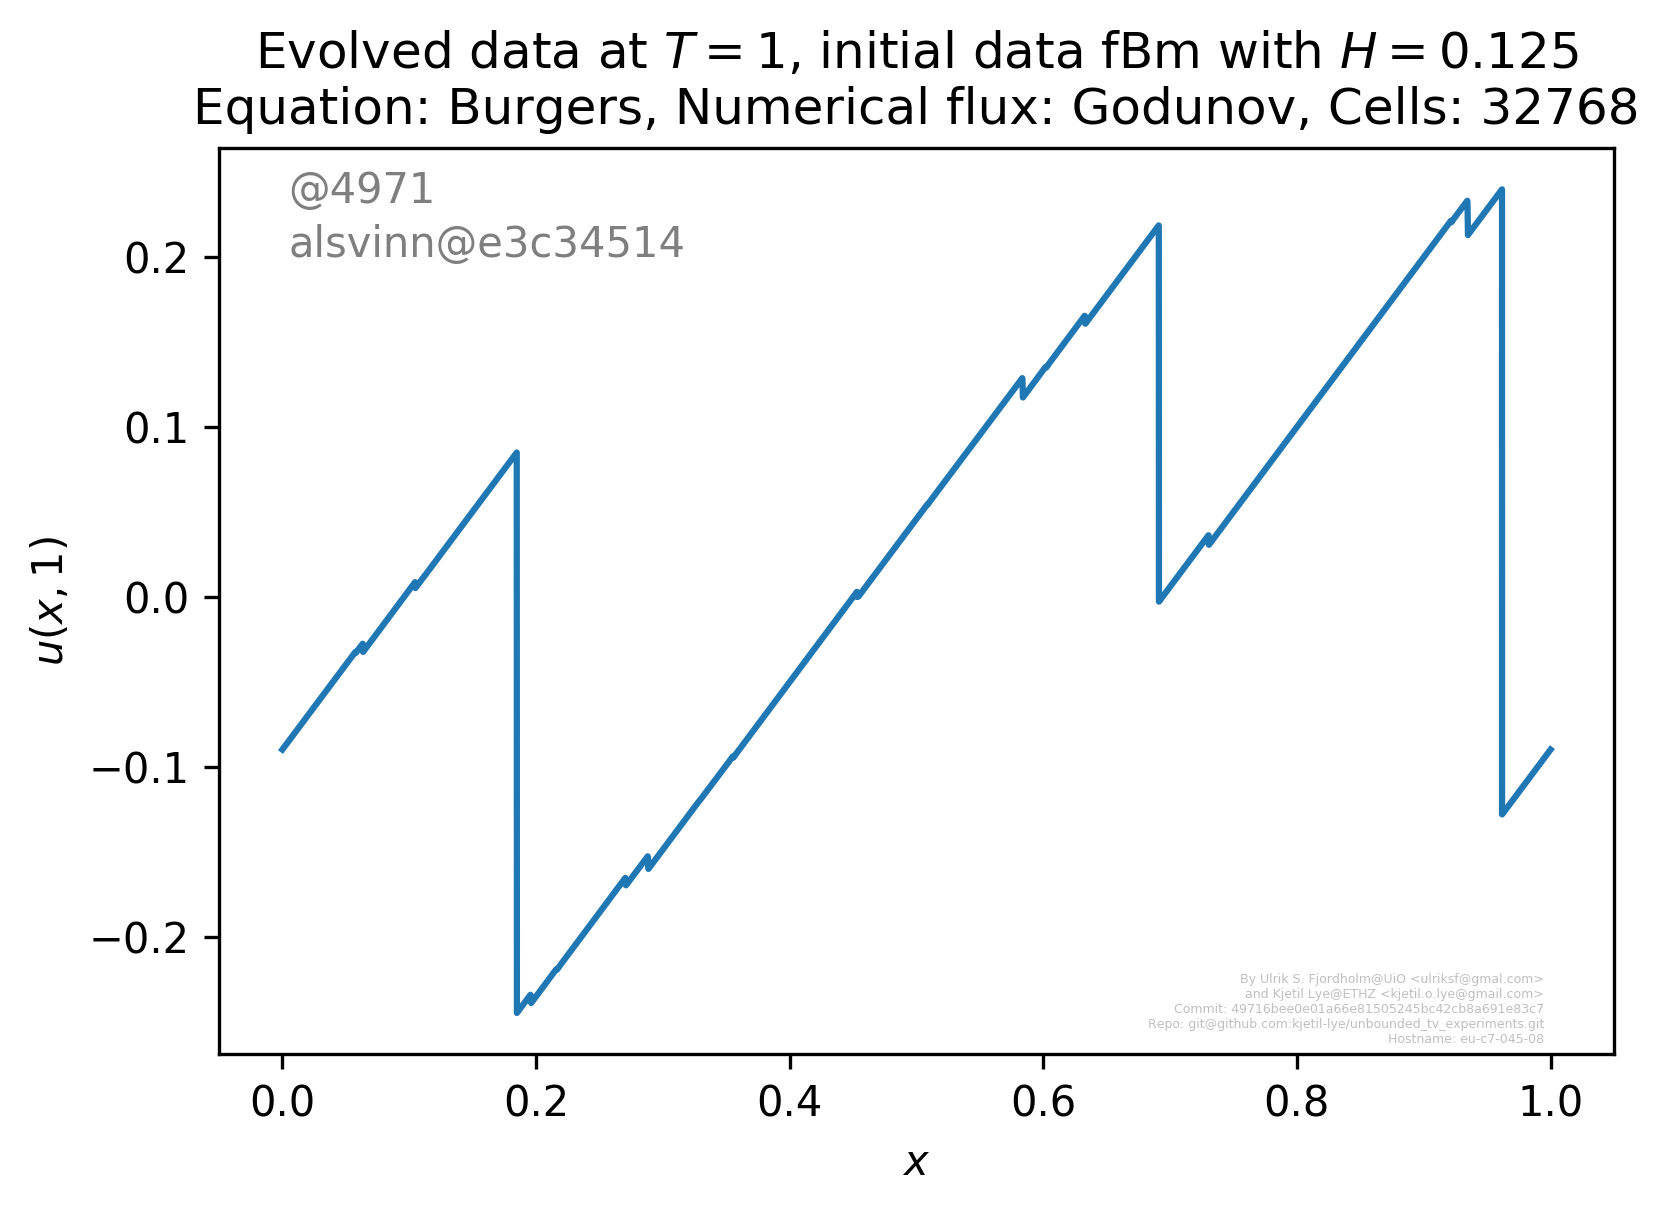 Evolved data at T = 1, initial data fBm with H = 0.125
Equation: Burgers, Numerical flux: Godunov, Cells: 32768
@4971
alsvinn@e3c34514
0.2
0.1
0.0
−0.1
−0.2
u(x, 1)
By Ulrik S. Fjordholm@UiO <ulriksf@gmal.com>
and Kjetil Lye@ETHZ <kjetil.o.lye@gmail.com>
Commit: 49716bee0e01a66e81505245bc42cb8a691e83c7
Repo: git@github.com:kjetil-lye/unbounded_tv_experiments.git
Hostname: eu-c7-045-08
0.0 0.2 0.4 0.6 0.8 1.0
x